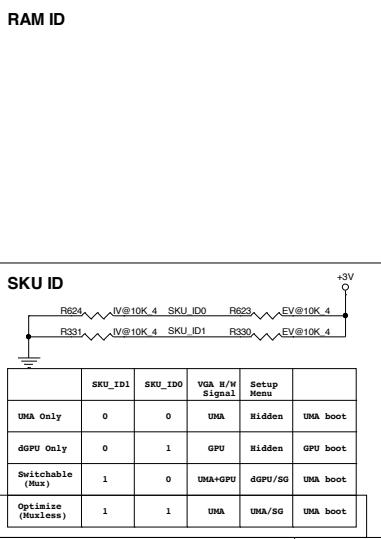 RAM ID
SKU ID
+3V
R624 IV@10K_4 SKU_ID0 R623 EV@10K_4
R331 IV@10K_4 SKU_ID1 R330 EV@10K_4
SKU_ID1 SKU_ID0 VGA H/W Signal Setup Menu
UMA Only 0 0 UMA Hidden UMA boot
dGPU Only 0 1 GPU Hidden GPU boot
Switchable (Mux) 1 0 UMA+GPU dGPU/SG UMA boot
Optimize (Muxless) 1 1 UMA UMA/SG UMA boot